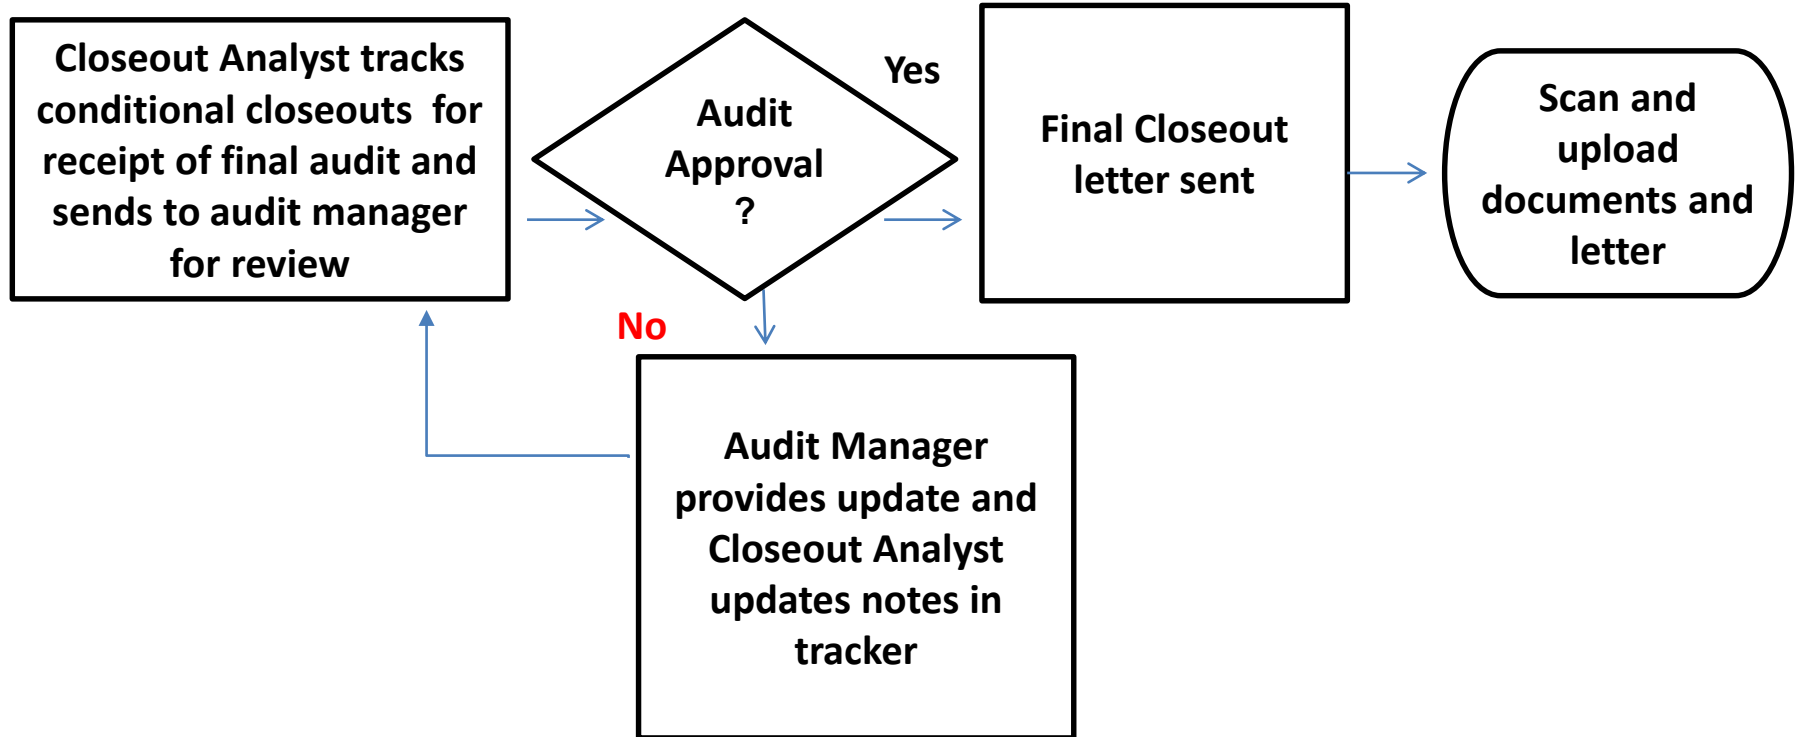 Closeout Analyst tracks
conditional closeouts for
receipt of final audit and
sends to audit manager
for review
Audit
Approval
?
Yes
Final Closeout
letter sent
Scan and
upload
documents and
letter
No
Audit Manager
provides update and
Closeout Analyst
updates notes in
tracker